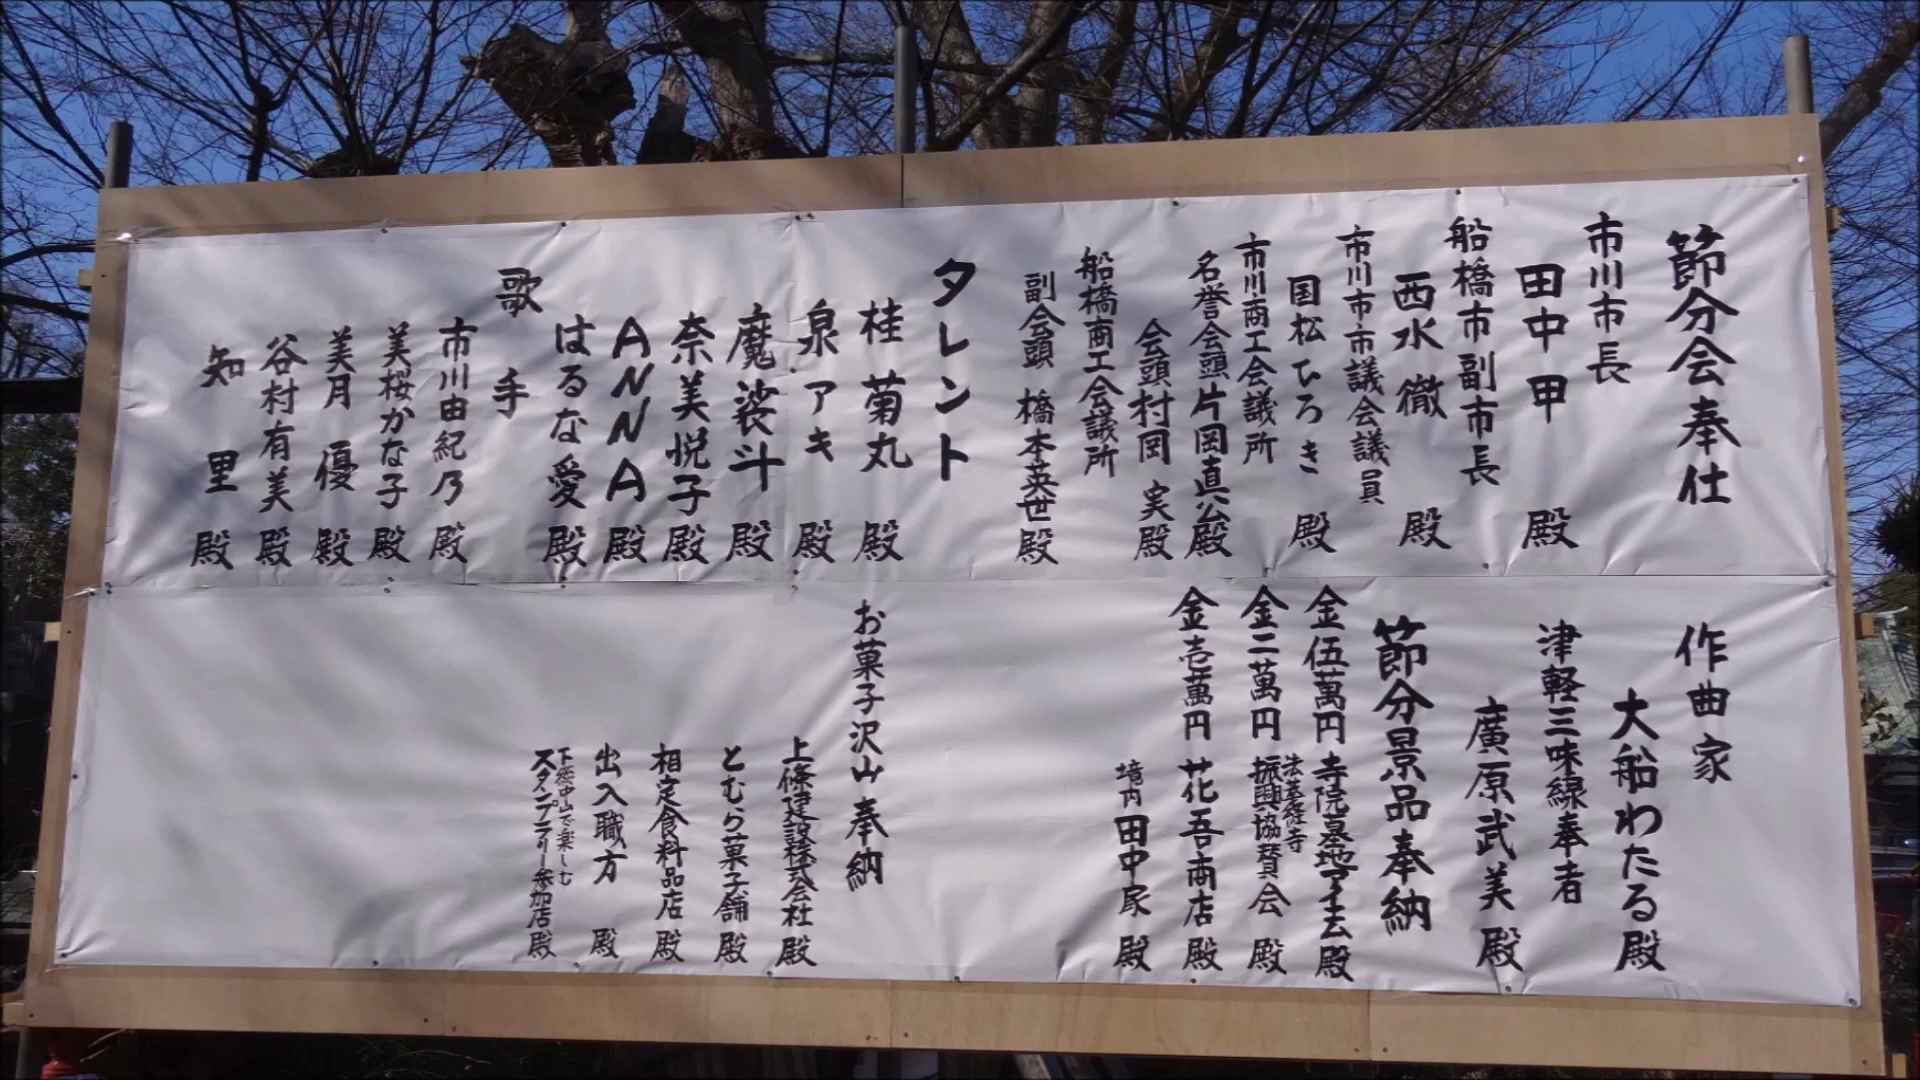 節分会奉仕
市川市長
田中甲殿
船橋市副市長
西水徹殿
市川市市議会議員
国松ひろき殿
市川商工会議所
名誉会頭片岡直公殿
会頭村岡実殿
船橋商工会議所
副会頭橋本英世殿
タレント
桂菊丸殿
泉アキ殿
魔裟斗殿
奈美悦子殿
ANNA殿
はるな愛殿
歌手
市川由紀乃殿
美桜かな子殿
美月優殿
谷村有美殿
知里殿
作曲家
大船わたる殿
津軽三味線奉者
廣原武美殿
節分景品奉納
金伍萬円 寺院墓地マイ云殿
金二萬円 法華経寺振興協賛会殿
金壱萬円 花吾商店殿
境内田中家殿
お菓子沢山奉納
上條建設株式会社殿
とむら菓子舗殿
相定食料品店殿
出入職方殿
下総中山で楽しむ
スタンプラリー参加店殿